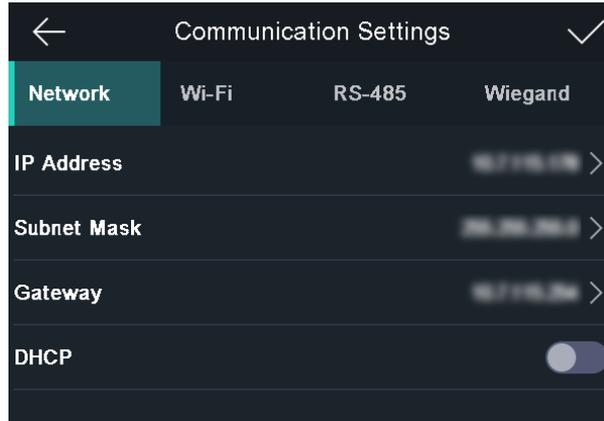 Communication Settings
Network Wi-Fi RS-485 Wiegand
IP Address
Subnet Mask
Gateway
DHCP